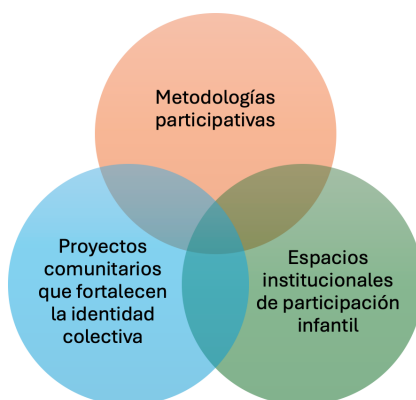 Metodologías
participativas
Proyectos
comunitarios
que fortalecen
la identidad
colectiva
Espacios
institucionales
de participación
infantil